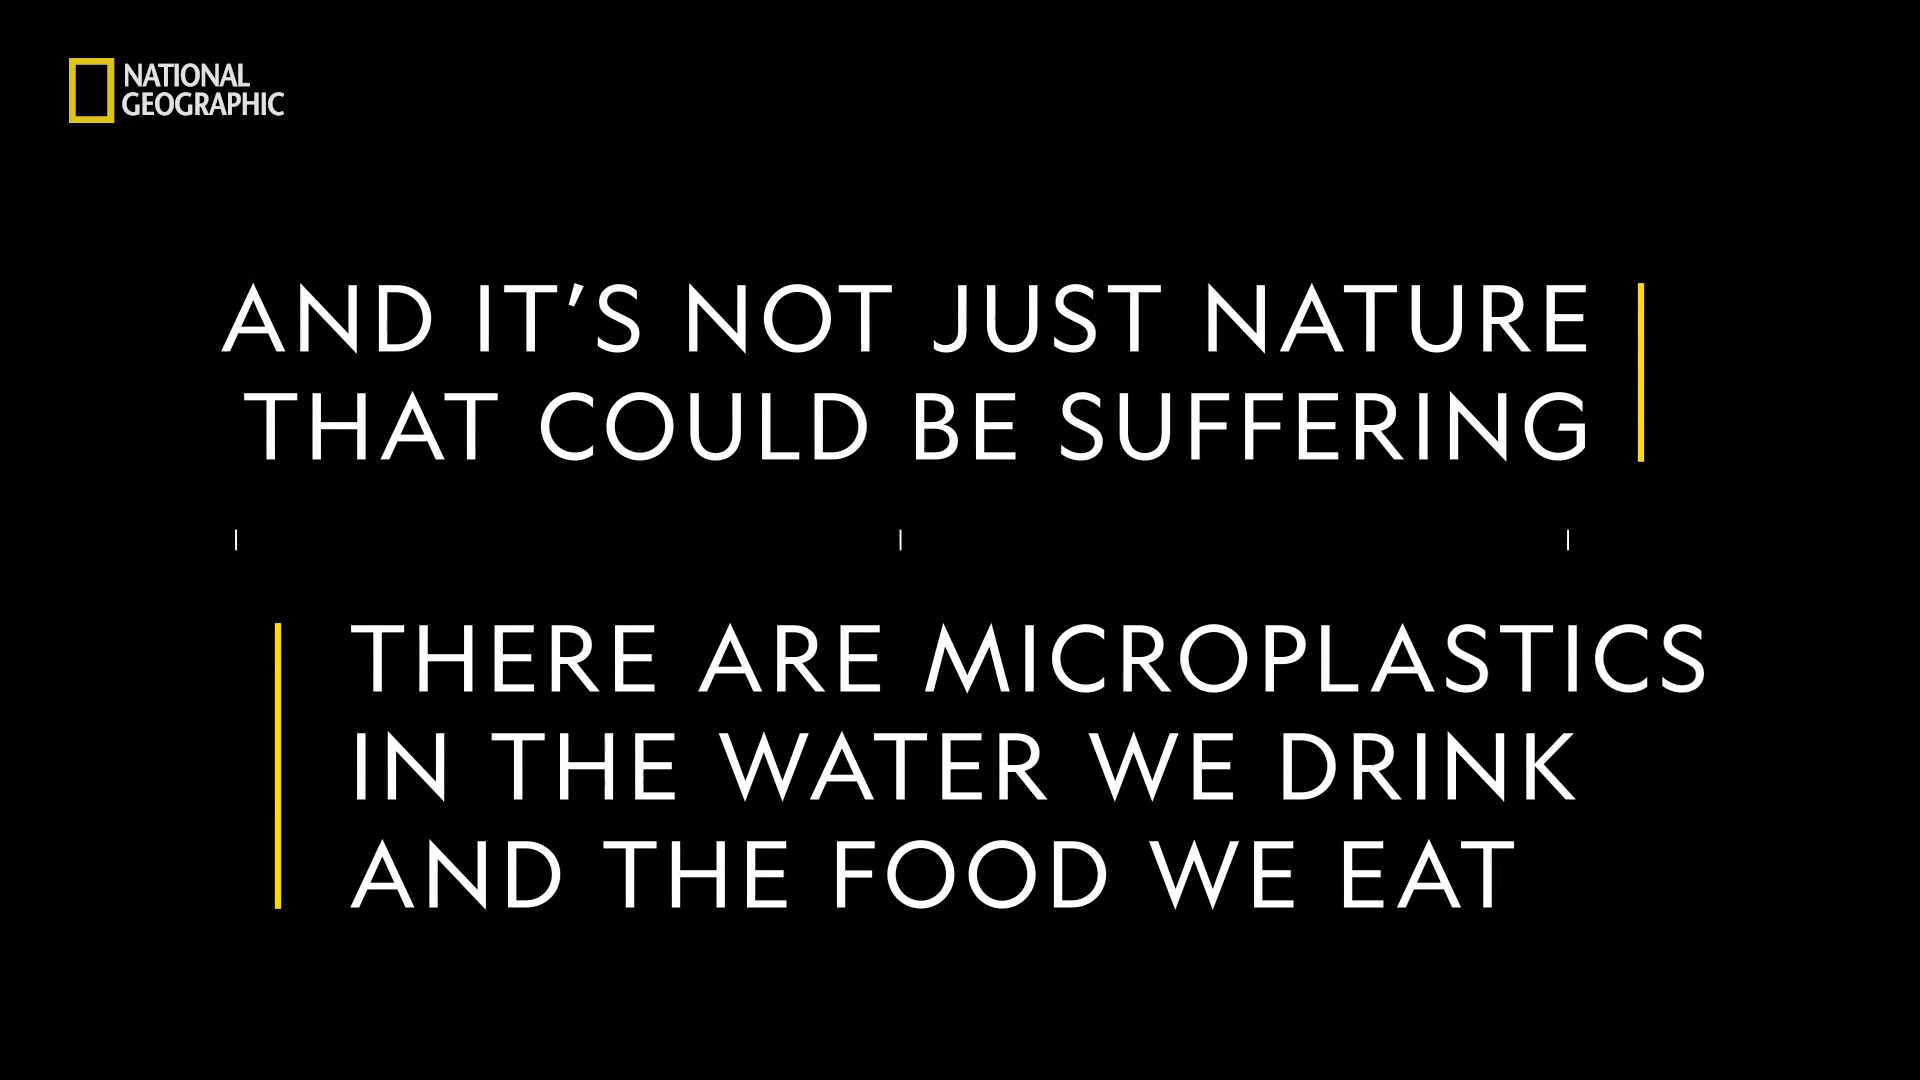 NATIONAL
GEOGRAPHIC
AND IT’S NOT JUST NATURE
THAT COULD BE SUFFERING
THERE ARE MICROPLASTICS
IN THE WATER WE DRINK
AND THE FOOD WE EAT